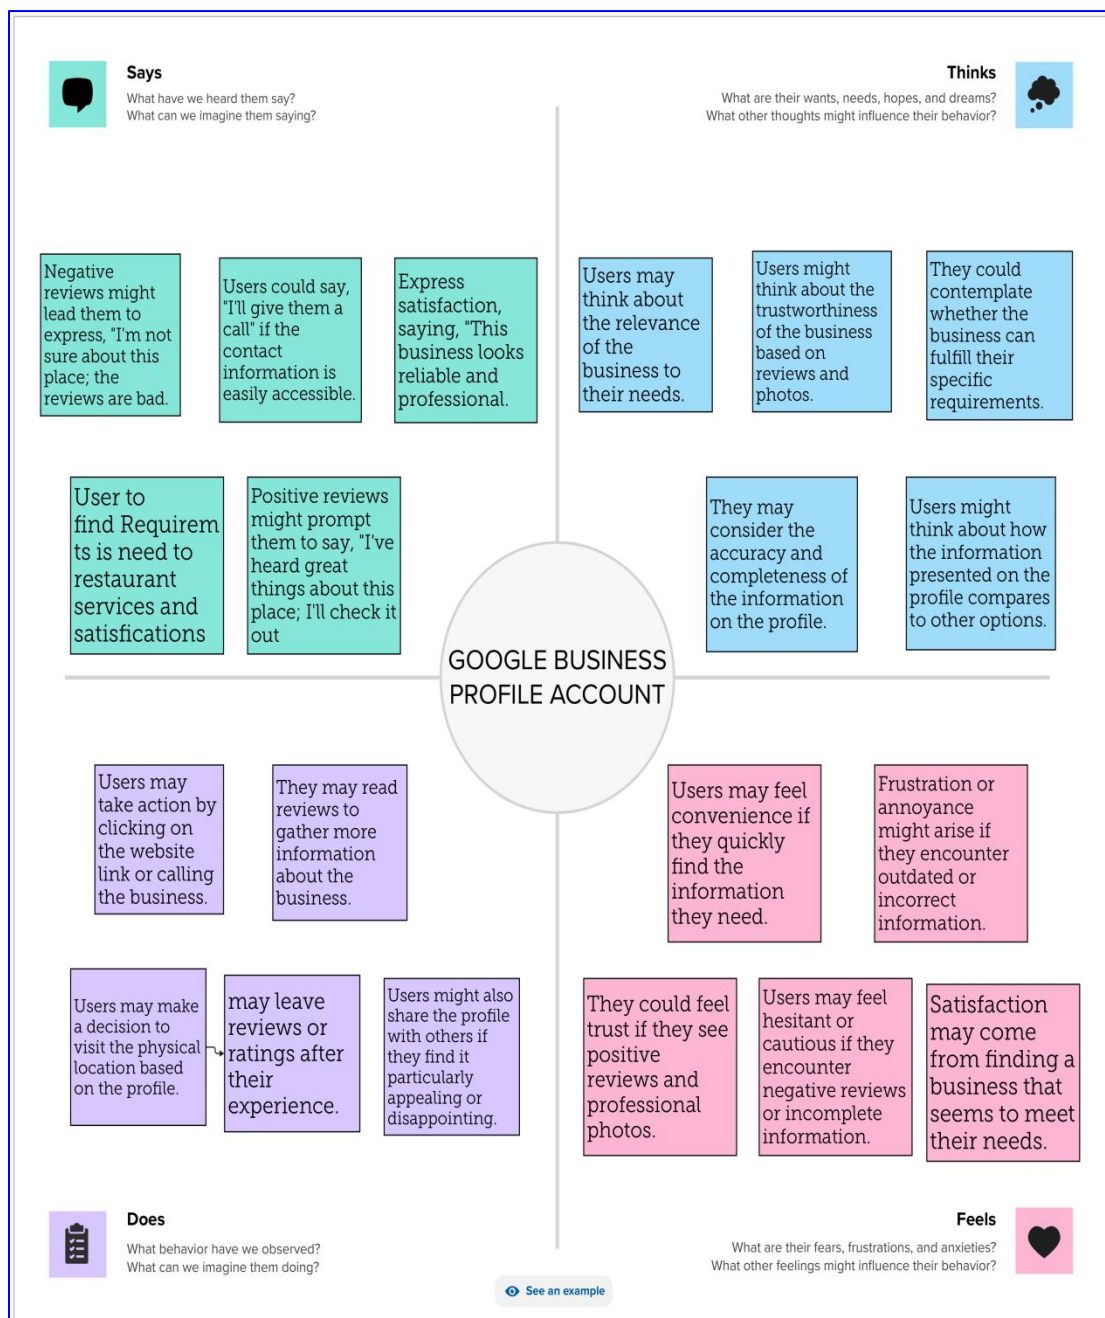 Says
What have we heard them say?
What can we imagine them saying?
Thinks
What are their wants, needs, hopes, and dreams?
What other thoughts might influence their behavior?
Negative
reviews might
lead them to
express, "I'm not
sure about this
place; the
reviews are bad.
Users could say,
"I'll give them a
call" if the
contact
information is
easily accessible.
Express
satisfaction,
saying, "This
business looks
reliable and
professional.
Users may
think about
the relevance
of the
business to
their needs.
Users might
think about the
trustworthiness
of the business
based on
reviews and
photos.
They could
contemplate
whether the
business can
fulfill their
specific
requirements.
User to
find Requirem
ts is need to
restaurant
services and
satisfications
Positive reviews
might prompt
them to say, "I've
heard great
things about this
place; I'll check it
out
They may
consider the
accuracy and
completeness of
the information
on the profile.
Users might
think about how
the information
presented on the
profile compares
to other options.
GOOGLE BUSINESS
PROFILE ACCOUNT
Users may
take action by
clicking on
the website
link or calling
the business.
They may read
reviews to
gather more
information
about the
business.
Users may feel
convenience if
they quickly
find the
information
they need.
Frustration or
annoyance
might arise if
they encounter
outdated or
incorrect
information.
Users may make
a decision to
visit the physical
location based
on the profile.
may leave
reviews or
ratings after
their
experience.
Users might also
share the profile
with others if
they find it
particularly
appealing or
disappointing.
They could feel
trust if they see
positive
reviews and
professional
photos.
Users may feel
hesitant or
cautious if they
encounter
negative reviews
or incomplete
information.
Satisfaction
may come
from finding a
business that
seems to meet
their needs.
Does
What behavior have we observed?
What can we imagine them doing?
Feels
What are their fears, frustrations, and anxieties?
What other feelings might influence their behavior?
See an example